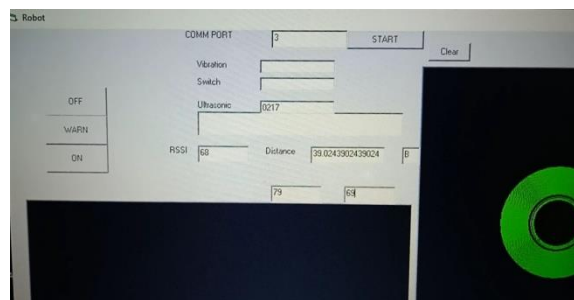 Robot
COMM PORT 3 START
Clear
Vibration
Switch
OFF
Ultrasonic 0217
WARN
RSSI 68 Distance 39.0243902439024 B
ON
79 69